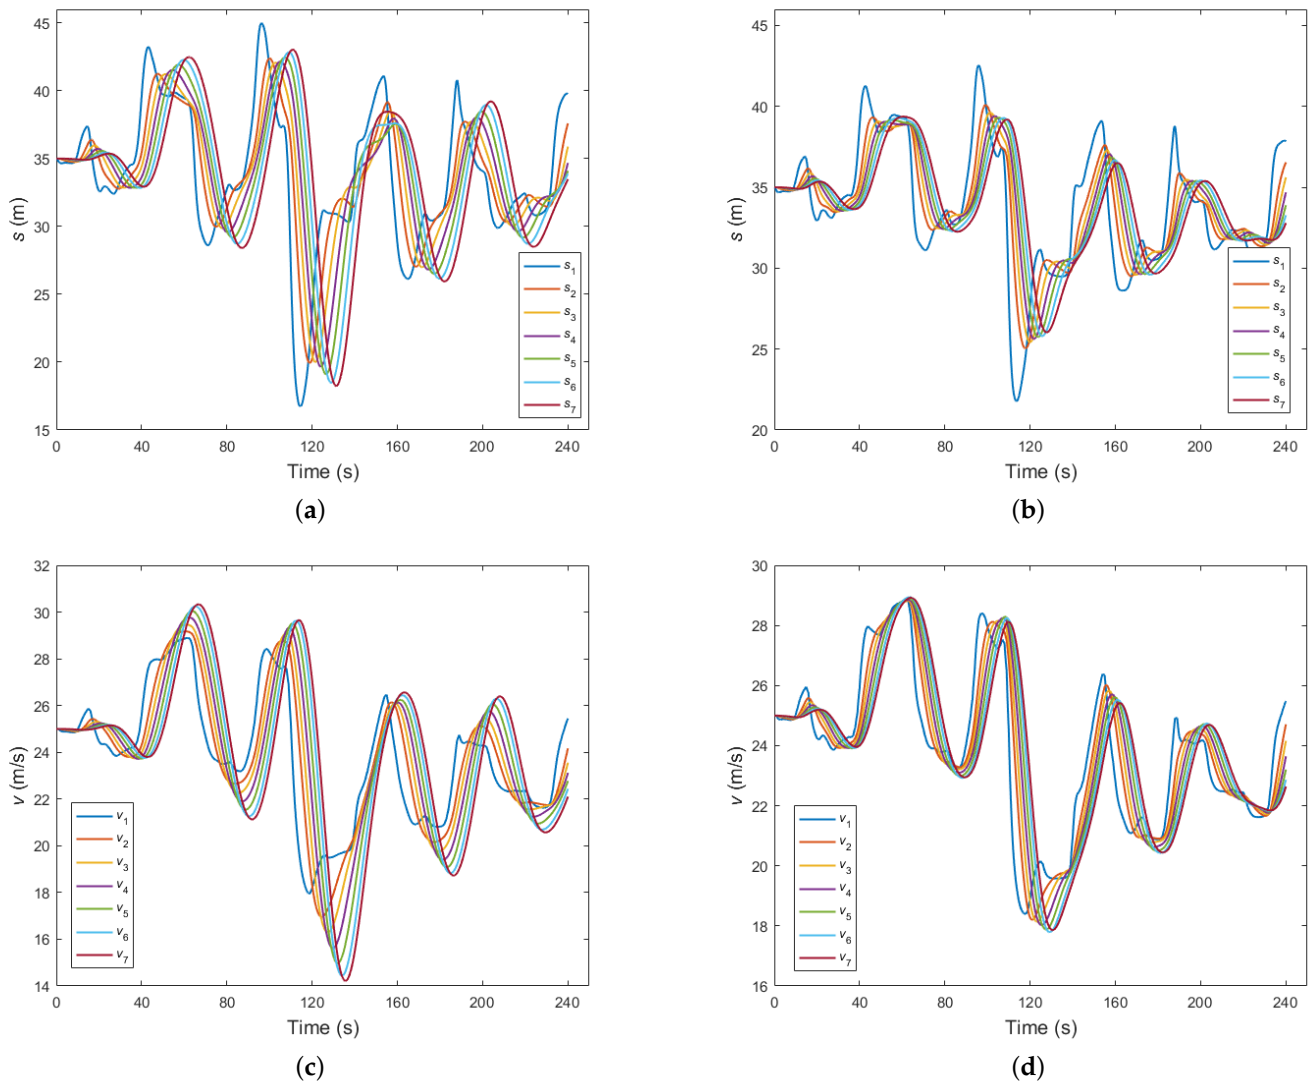 45
40
35
30
25
20
15
s (m)
0 40 80 120 160 200 240
Time (s)
s1
s2
s3
s4
s5
s6
s7
(a)
45
40
35
30
25
20
s (m)
0 40 80 120 160 200 240
Time (s)
s1
s2
s3
s4
s5
s6
s7
(b)
32
30
28
26
24
22
20
18
16
14
v (m/s)
0 40 80 120 160 200 240
Time (s)
v1
v2
v3
v4
v5
v6
v7
(c)
30
28
26
24
22
20
18
16
v (m/s)
0 40 80 120 160 200 240
Time (s)
v1
v2
v3
v4
v5
v6
v7
(d)